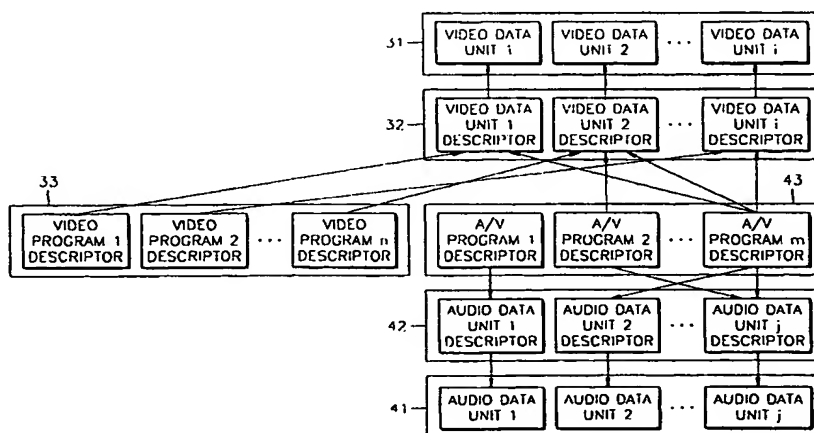 31
VIDEO DATA
UNIT 1
VIDEO DATA
UNIT 2
...
VIDEO DATA
UNIT i
32
VIDEO DATA
UNIT 1
DESCRIPTOR
VIDEO DATA
UNIT 2
DESCRIPTOR
...
VIDEO DATA
UNIT i
DESCRIPTOR
33
VIDEO
PROGRAM 1
DESCRIPTOR
VIDEO
PROGRAM 2
DESCRIPTOR
...
VIDEO
PROGRAM n
DESCRIPTOR
43
A/V
PROGRAM 1
DESCRIPTOR
A/V
PROGRAM 2
DESCRIPTOR
...
A/V
PROGRAM m
DESCRIPTOR
42
AUDIO DATA
UNIT 1
DESCRIPTOR
AUDIO DATA
UNIT 2
DESCRIPTOR
...
AUDIO DATA
UNIT j
DESCRIPTOR
41
AUDIO DATA
UNIT 1
AUDIO DATA
UNIT 2
...
AUDIO DATA
UNIT j